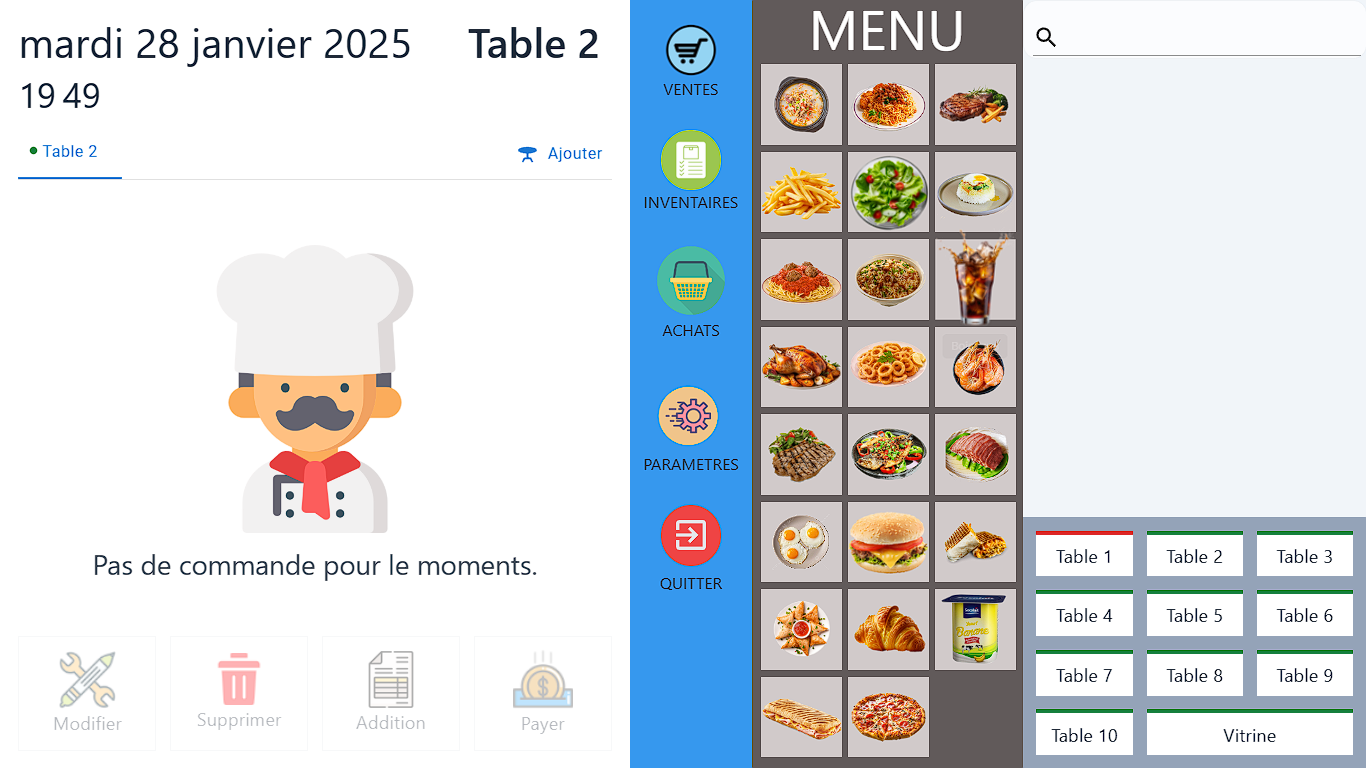 mardi 28 janvier 2025
Table 2
19 49
Table 2
Ajouter
Pas de commande pour le moments.
Modifier
Supprimer
Addition
Payer
VENTES
INVENTAIRES
ACHATS
PARAMETRES
QUITTER
MENU
Banane
Table 1
Table 2
Table 3
Table 4
Table 5
Table 6
Table 7
Table 8
Table 9
Table 10
Vitrine